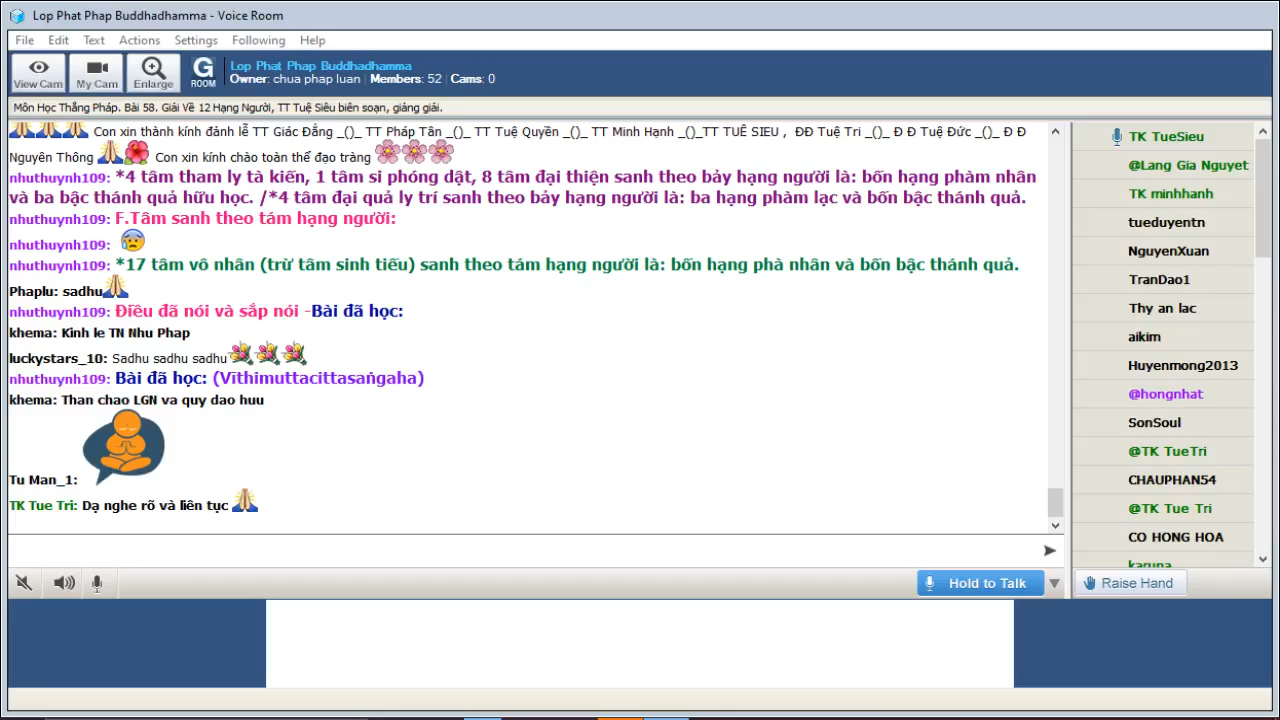 Lop Phat Phap Buddhadhamma - Voice Room
File Edit Text Actions Settings Following Help
View Cam My Cam Enlarge G ROOM
Lop Phat Phap Buddhadhamma
Owner: chua phap luan | Members: 52 | Cams: 0
Môn Học Thắng Pháp. Bài 58. Giải Về 12 Hạng Người, TT Tuệ Siêu biên soạn, giảng giải.
Con xin thành kính đảnh lễ TT Giác Đẳng _()_ TT Pháp Tân _()_ TT Tuệ Quyền _()_ TT Minh Hạnh _()_TT TUÊ SIEU , ĐĐ Tuệ Tri _()_ Đ Đ Tuệ Đức _()_ Đ Đ
Nguyên Thông Con xin kính chào toàn thể đạo tràng
nhuthuynh109: *4 tâm tham ly tà kiến, 1 tâm si phóng dật, 8 tâm đại thiện sanh theo bảy hạng người là: bốn hạng phàm nhân
và ba bậc thánh quả hữu học. /*4 tâm đại quả ly trí sanh theo bảy hạng người là: ba hạng phàm lạc và bốn bậc thánh quả.
nhuthuynh109: F.Tâm sanh theo tám hạng người:
nhuthuynh109:
nhuthuynh109: *17 tâm vô nhân (trừ tâm sinh tiếu) sanh theo tám hạng người là: bốn hạng phà nhân và bốn bậc thánh quả.
Phaplu: sadhu
nhuthuynh109: Điều đã nói và sắp nói -Bài đã học:
khema: Kinh le TN Nhu Phap
luckystars_10: Sadhu sadhu sadhu
nhuthuynh109: Bài đã học: (Vīthimuttacittasaṅgaha)
khema: Than chao LGN va quy dao huu
Tu Man_1:
TK Tue Tri: Dạ nghe rõ và liên tục
Hold to Talk
TK TueSieu
@Lang Gia Nguyet
TK minhhanh
tueduyentn
NguyenXuan
TranDao1
Thy an lac
aikim
Huyenmong2013
@hongnhat
SonSoul
@TK TueTri
CHAUPHAN54
@TK Tue Tri
CO HONG HOA
karuna
Raise Hand